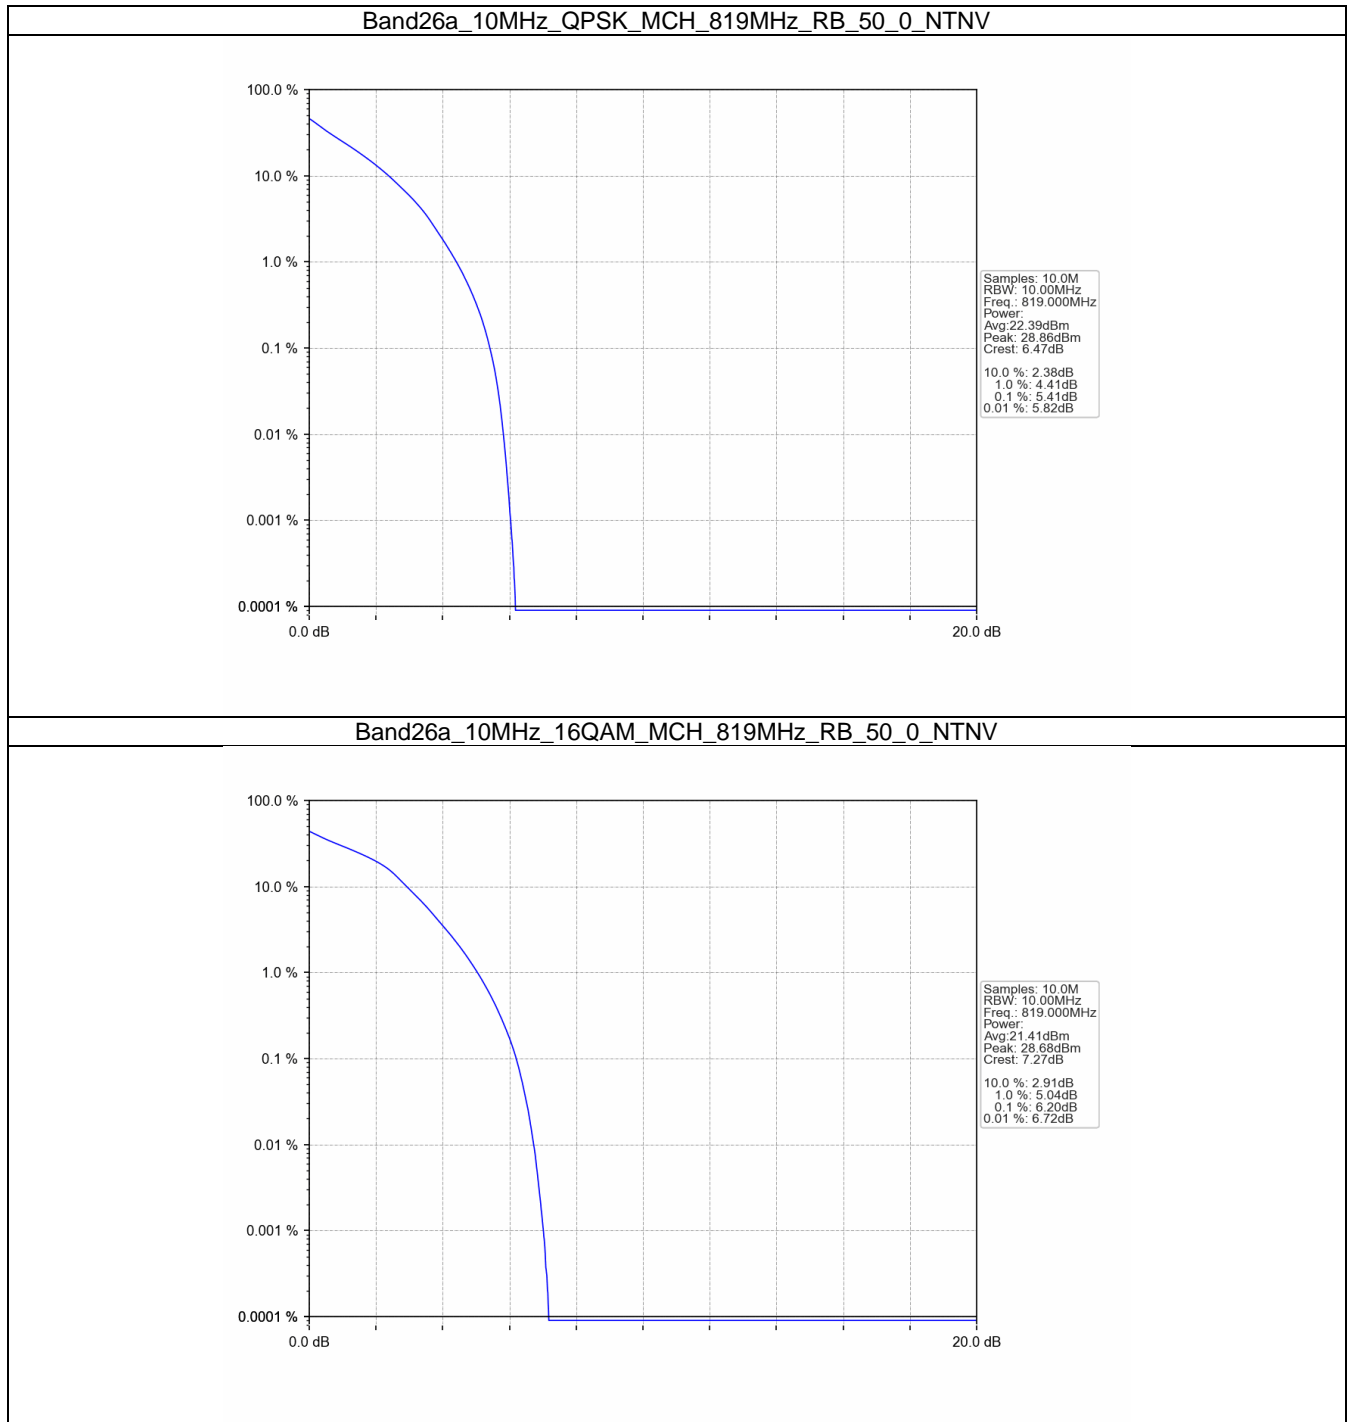 Band26a_10MHz_QPSK_MCH_819MHz_RB_50_0_NTNV
100.0 %
10.0 %
1.0 %
0.1 %
0.01 %
0.001 %
0.0001 %
0.0 dB
20.0 dB
Samples: 10.0M
RBW: 10.00MHz
Freq.: 819.000MHz
Power:
Avg:22.39dBm
Peak: 28.86dBm
Crest: 6.47dB
10.0 %: 2.38dB
1.0 %: 4.41dB
0.1 %: 5.41dB
0.01 %: 5.82dB
Band26a_10MHz_16QAM_MCH_819MHz_RB_50_0_NTNV
100.0 %
10.0 %
1.0 %
0.1 %
0.01 %
0.001 %
0.0001 %
0.0 dB
20.0 dB
Samples: 10.0M
RBW: 10.00MHz
Freq.: 819.000MHz
Power:
Avg:21.41dBm
Peak: 28.68dBm
Crest: 7.27dB
10.0 %: 2.91dB
1.0 %: 5.04dB
0.1 %: 6.20dB
0.01 %: 6.72dB